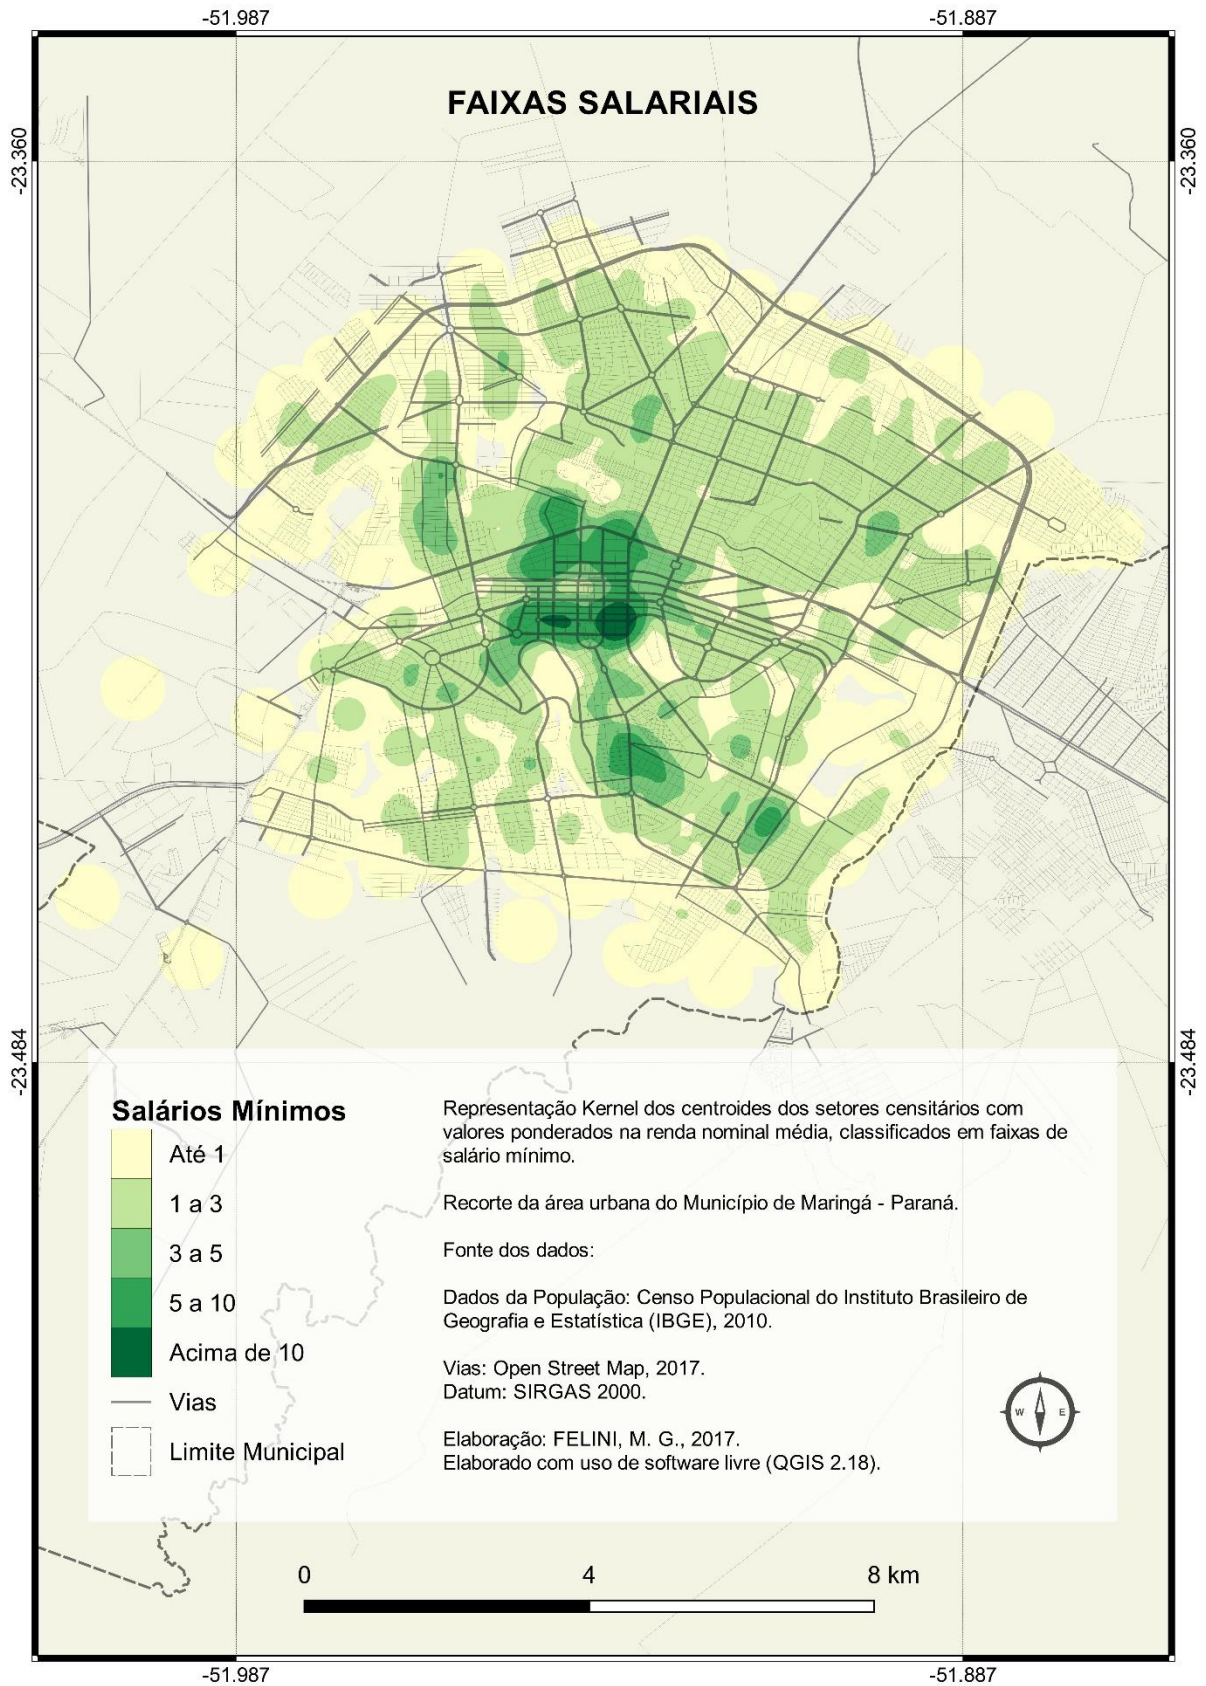 -51.987
-51.887
FAIXAS SALARIAIS
-23.360
-23.360
-23.484
-23.484
Salários Mínimos
Até 1
1 a 3
3 a 5
5 a 10
Acima de 10
Vias
Limite Municipal
Representação Kernel dos centroides dos setores censitários com
valores ponderados na renda nominal média, classificados em faixas de
salário mínimo.
Recorte da área urbana do Município de Maringá - Paraná.
Fonte dos dados:
Dados da População: Censo Populacional do Instituto Brasileiro de
Geografia e Estatística (IBGE), 2010.
Vias: Open Street Map, 2017.
Datum: SIRGAS 2000.
Elaboração: FELINI, M. G., 2017.
Elaborado com uso de software livre (QGIS 2.18).
W E
0 4 8 km
-51.987
-51.887